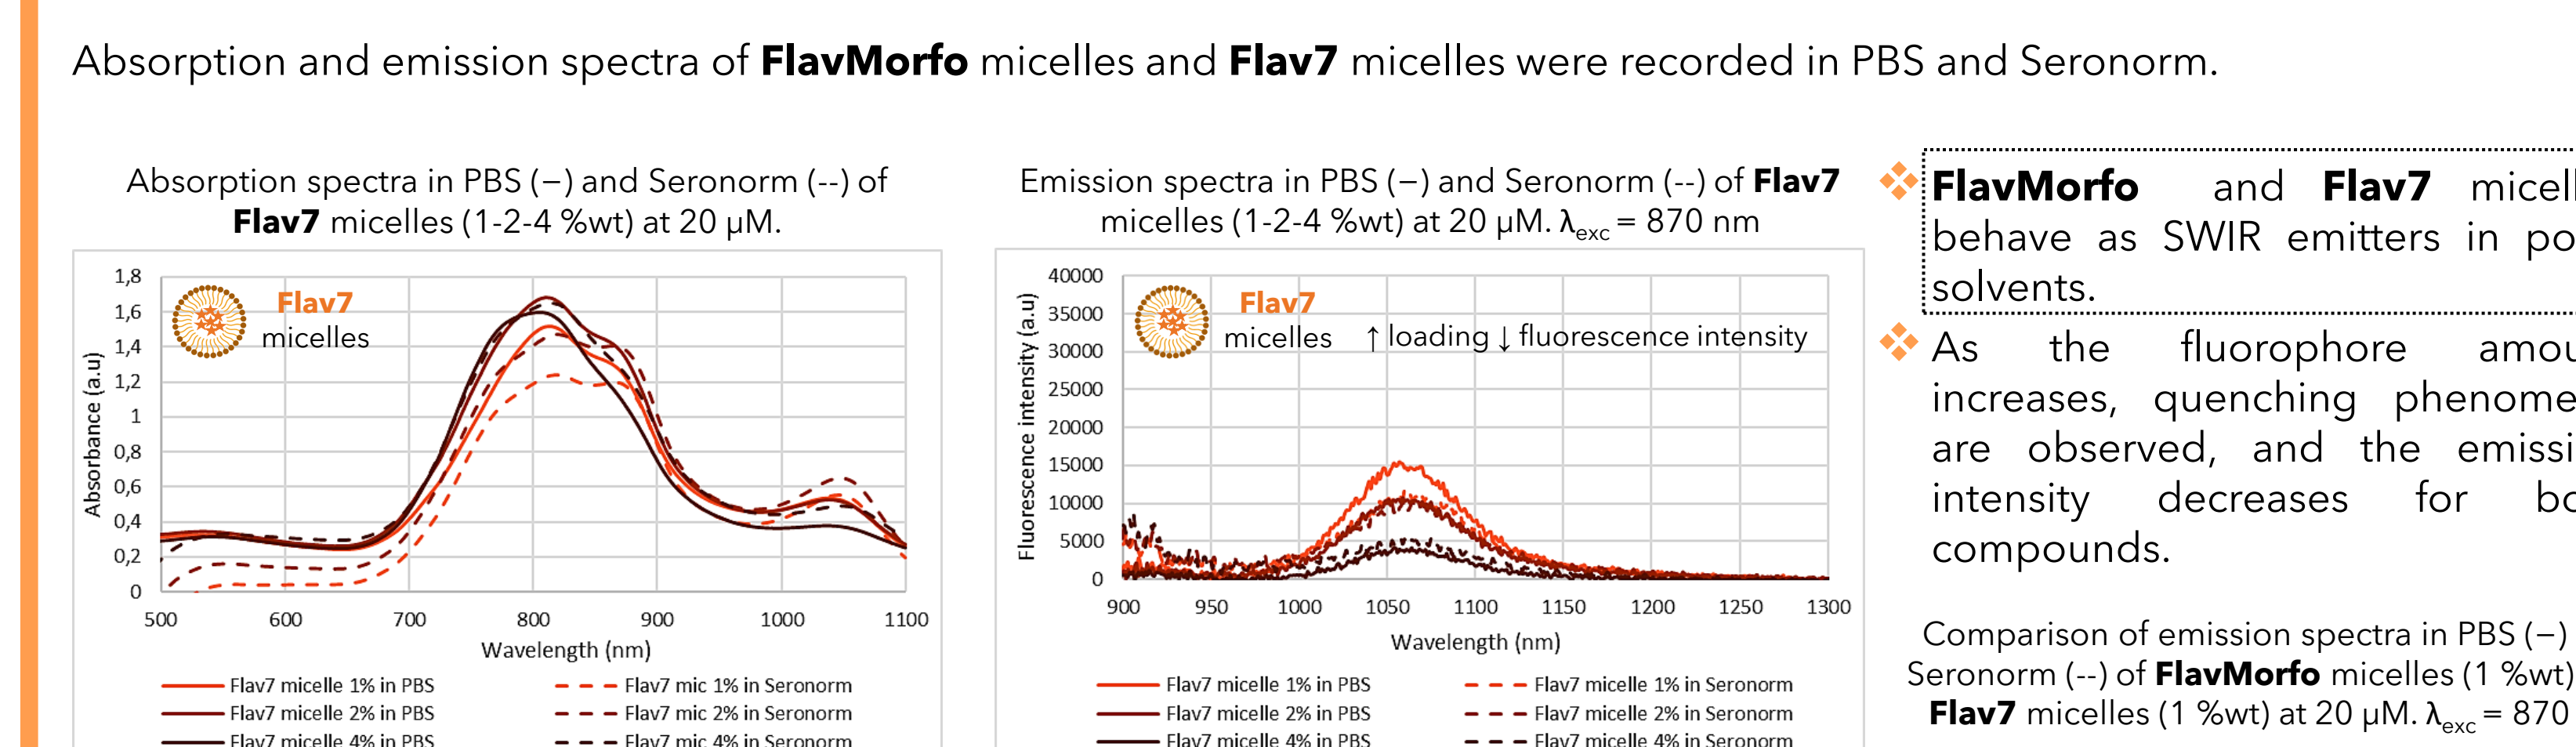 Absorption and emission spectra of FlavMorfo micelles and Flav7 micelles were recorded in PBS and Seronorm.
Absorption spectra in PBS (−) and Seronorm (--) of
Flav7 micelles (1-2-4 %wt) at 20 µM.
1,8
1,6
1,4
1,2
1
0,8
0,6
0,4
0,2
0
Absorbance (a.u)
Flav7
micelles
500 600 700 800 900 1000 1100
Wavelength (nm)
Flav7 micelle 1% in PBS
Flav7 mic 1% in Seronorm
Flav7 micelle 2% in PBS
Flav7 mic 2% in Seronorm
Flav7 micelle 4% in PBS
Flav7 mic 4% in Seronorm
Emission spectra in PBS (−) and Seronorm (--) of Flav7
micelles (1-2-4 %wt) at 20 µM. λexc = 870 nm
40000
35000
30000
25000
20000
15000
10000
5000
0
Fluorescence intensity (a.u)
Flav7
micelles
↑ loading ↓ fluorescence intensity
900 950 1000 1050 1100 1150 1200 1250 1300
Wavelength (nm)
Flav7 micelle 1% in PBS
Flav7 micelle 1% in Seronorm
Flav7 micelle 2% in PBS
Flav7 micelle 2% in Seronorm
Flav7 micelle 4% in PBS
Flav7 micelle 4% in Seronorm
FlavMorfo and Flav7
behave as SWIR emitters in
solvents.
As the fluorophore
increases, quenching
are observed, and the
intensity decreases for
compounds.
Comparison of emission spectra in PBS (−)
Seronorm (--) of FlavMorfo micelles (1 %wt)
Flav7 micelles (1 %wt) at 20 µM. λexc = 870